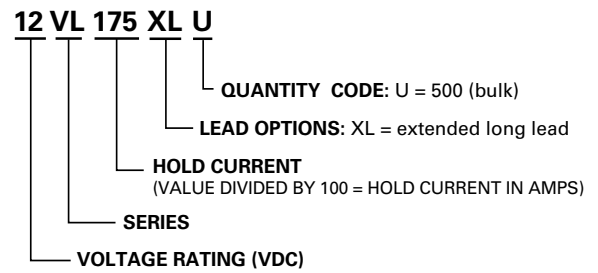 12 VL 175 XL U
QUANTITY CODE: U = 500 (bulk)
LEAD OPTIONS: XL = extended long lead
HOLD CURRENT
(VALUE DIVIDED BY 100 = HOLD CURRENT IN AMPS)
SERIES
VOLTAGE RATING (VDC)